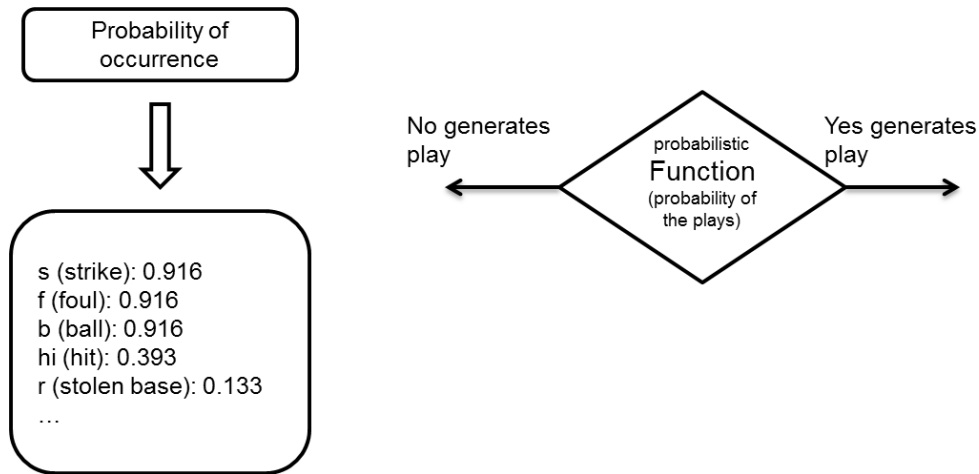 Probability of
occurrence
s (strike): 0.916
f (foul): 0.916
b (ball): 0.916
hi (hit): 0.393
r (stolen base): 0.133
…
No generates
play
probabilistic
Function
(probability of
the plays)
Yes generates
play